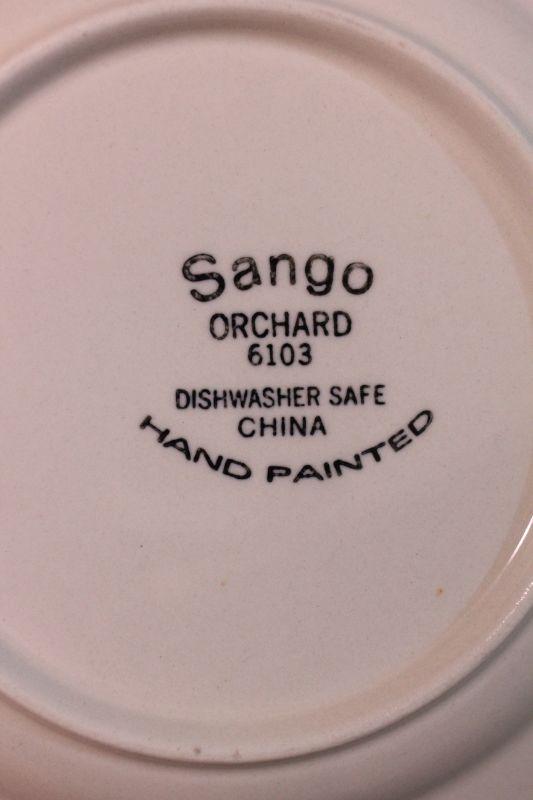 Sango
ORCHARD
6103
DISHWASHER SAFE
CHINA
HAND PAINTED